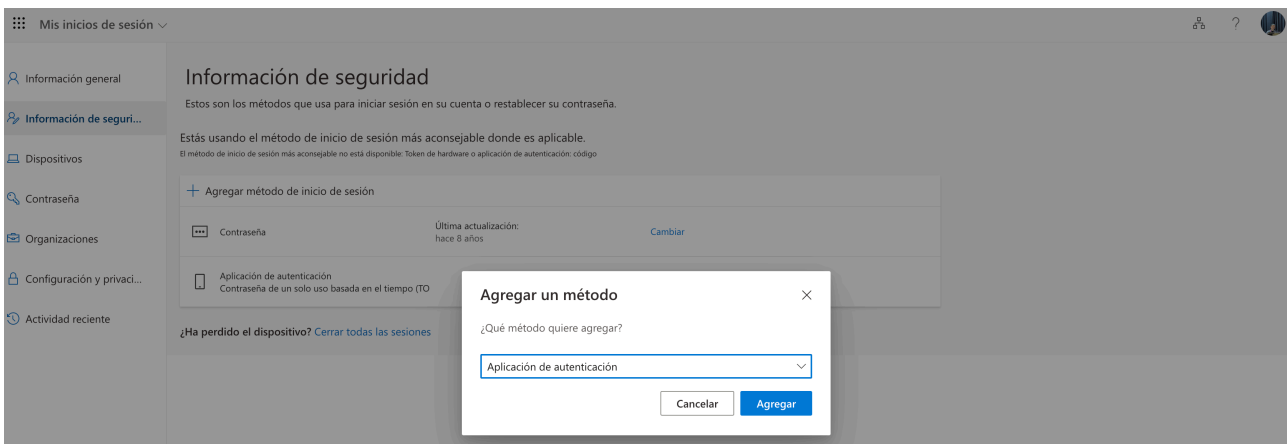 Mis inicios de sesión
?
Información general
Información de seguri...
Dispositivos
Contraseña
Organizaciones
Configuración y privaci...
Actividad reciente
Información de seguridad
Estos son los métodos que usa para iniciar sesión en su cuenta o restablecer su contraseña.
Estás usando el método de inicio de sesión más aconsejable donde es aplicable.
El método de inicio de sesión más aconsejable no está disponible: Token de hardware o aplicación de autenticación: código
+ Agregar método de inicio de sesión
Contraseña
Última actualización:
hace 8 años
Cambiar
Aplicación de autenticación
Contraseña de un solo uso basada en el tiempo (TO
¿Ha perdido el dispositivo? Cerrar todas las sesiones
Agregar un método
¿Qué método quiere agregar?
Aplicación de autenticación
Cancelar
Agregar